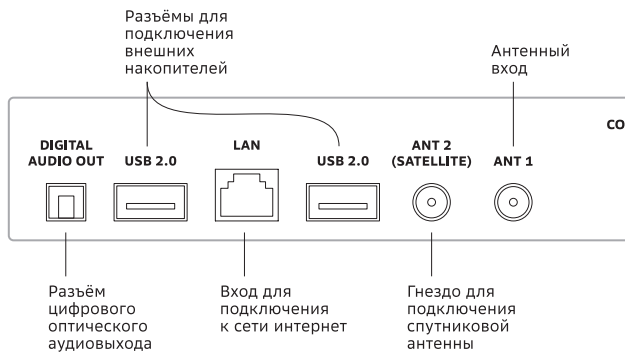 Разъёмы для
подключения
внешних
накопителей
Антенный
вход
CO
DIGITAL
AUDIO OUT
USB 2.0
LAN
USB 2.0
ANT 2
(SATELLITE)
ANT 1
Разъём
цифрового
оптического
аудиовыхода
Вход для
подключения
к сети интернет
Гнездо для
подключения
спутниковой
антенны